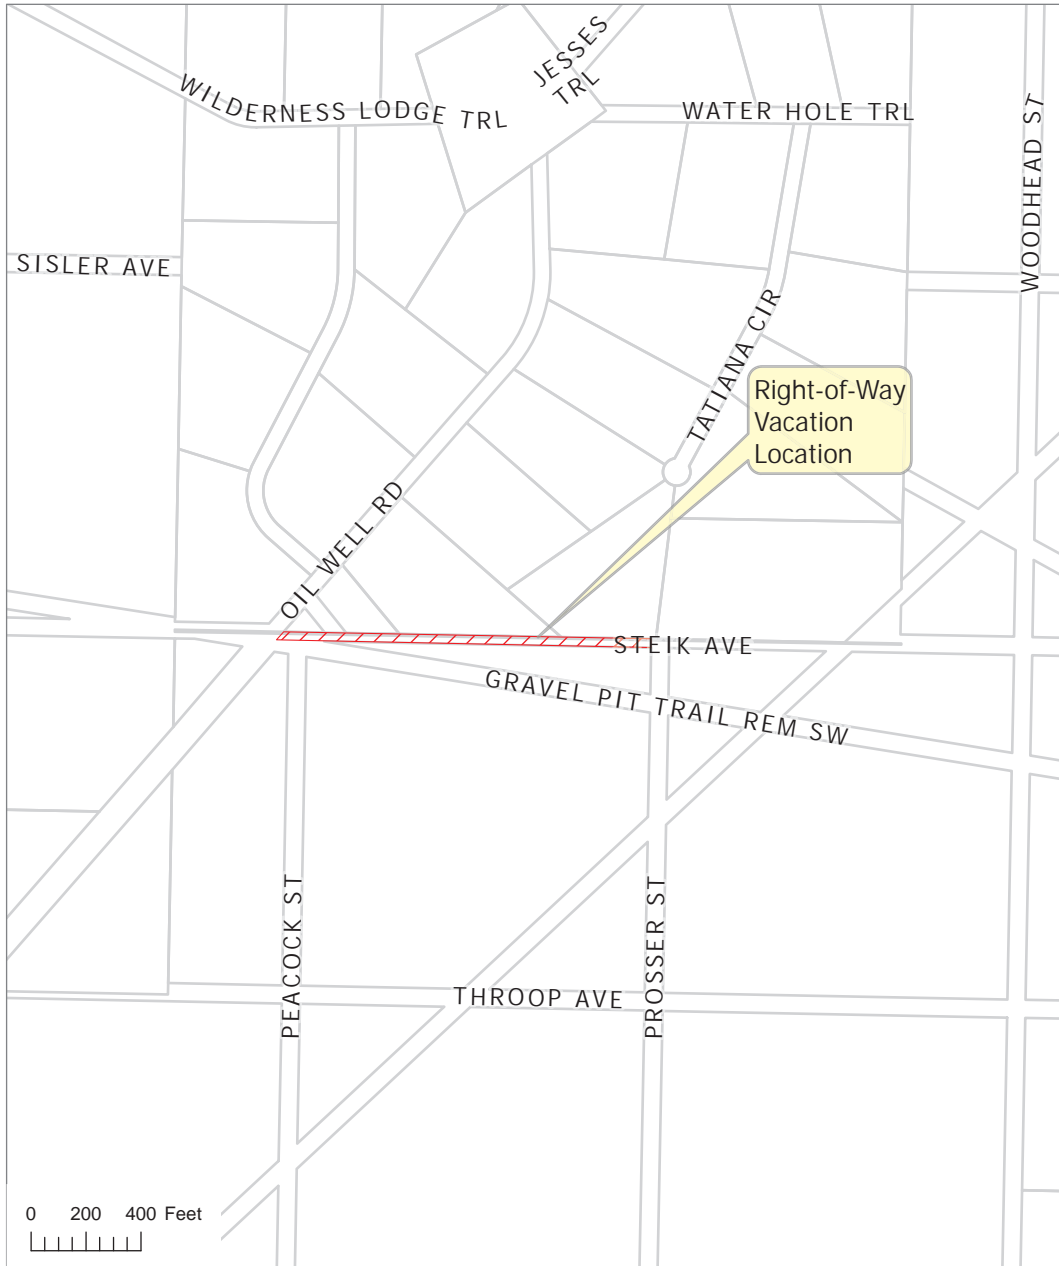 JESSES
TRL
WILDERNESS LODGE TRL
WATER HOLE TRL
WOODHEAD ST
SISLER AVE
TATIANA CIR
Right-of-Way
Vacation
Location
OIL WELL RD
STEIK AVE
GRAVEL PIT TRAIL REM SW
PEACOCK ST
PROSSER ST
THROOP AVE
0 200 400 Feet